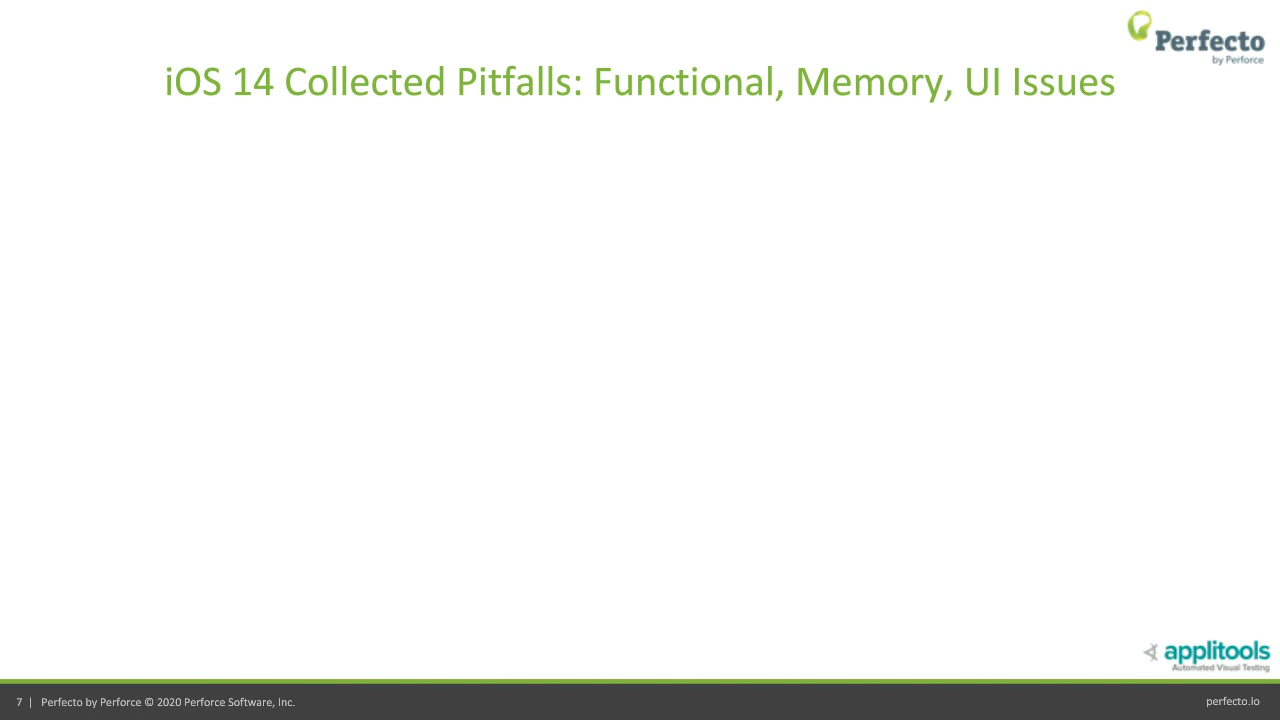 Perfecto
by Perforce
iOS 14 Collected Pitfalls: Functional, Memory, UI Issues
applitools
Automated Visual Testing
7 | Perfecto by Perforce © 2020 Perforce Software, Inc.
perfecto.io